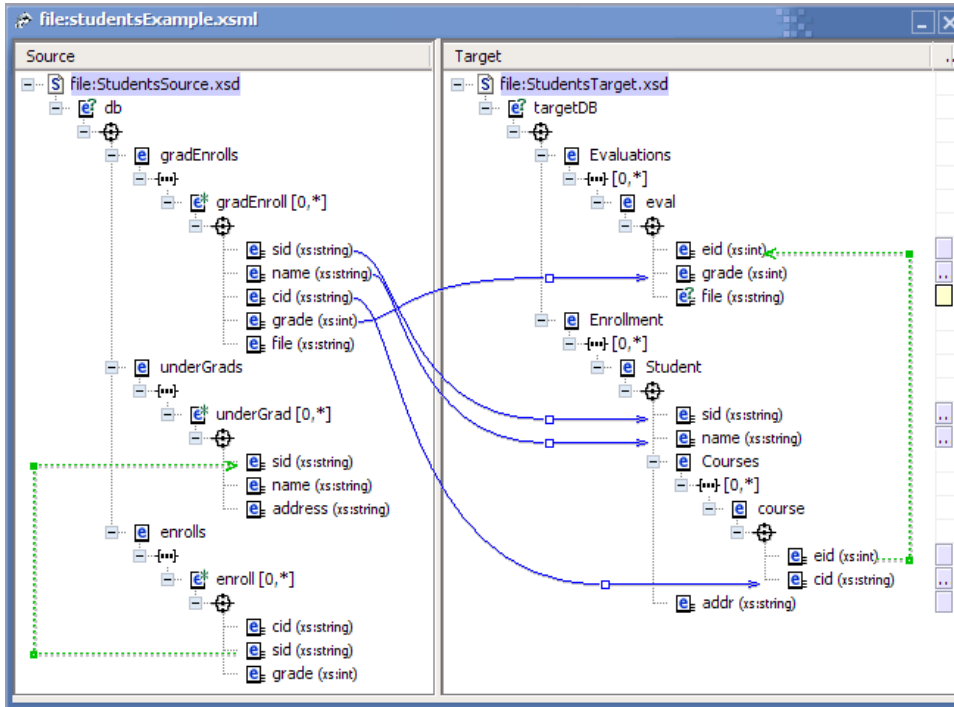 file:studentsExample.xsml
Source
file:StudentsSource.xsd
db
gradEnrolls
gradEnroll [0,*]
sid (xs:string)
name (xs:string)
cid (xs:string)
grade (xs:int)
file (xs:string)
underGrads
underGrad [0,*]
sid (xs:string)
name (xs:string)
address (xs:string)
enrolls
enroll [0,*]
cid (xs:string)
sid (xs:string)
grade (xs:int)
Target
..
file:StudentsTarget.xsd
targetDB
Evaluations
[0,*]
eval
eid (xs:int)
grade (xs:int)
..
file (xs:string)
Enrollment
[0,*]
Student
sid (xs:string)
..
name (xs:string)
..
Courses
[0,*]
course
eid (xs:int)
cid (xs:string)
..
addr (xs:string)